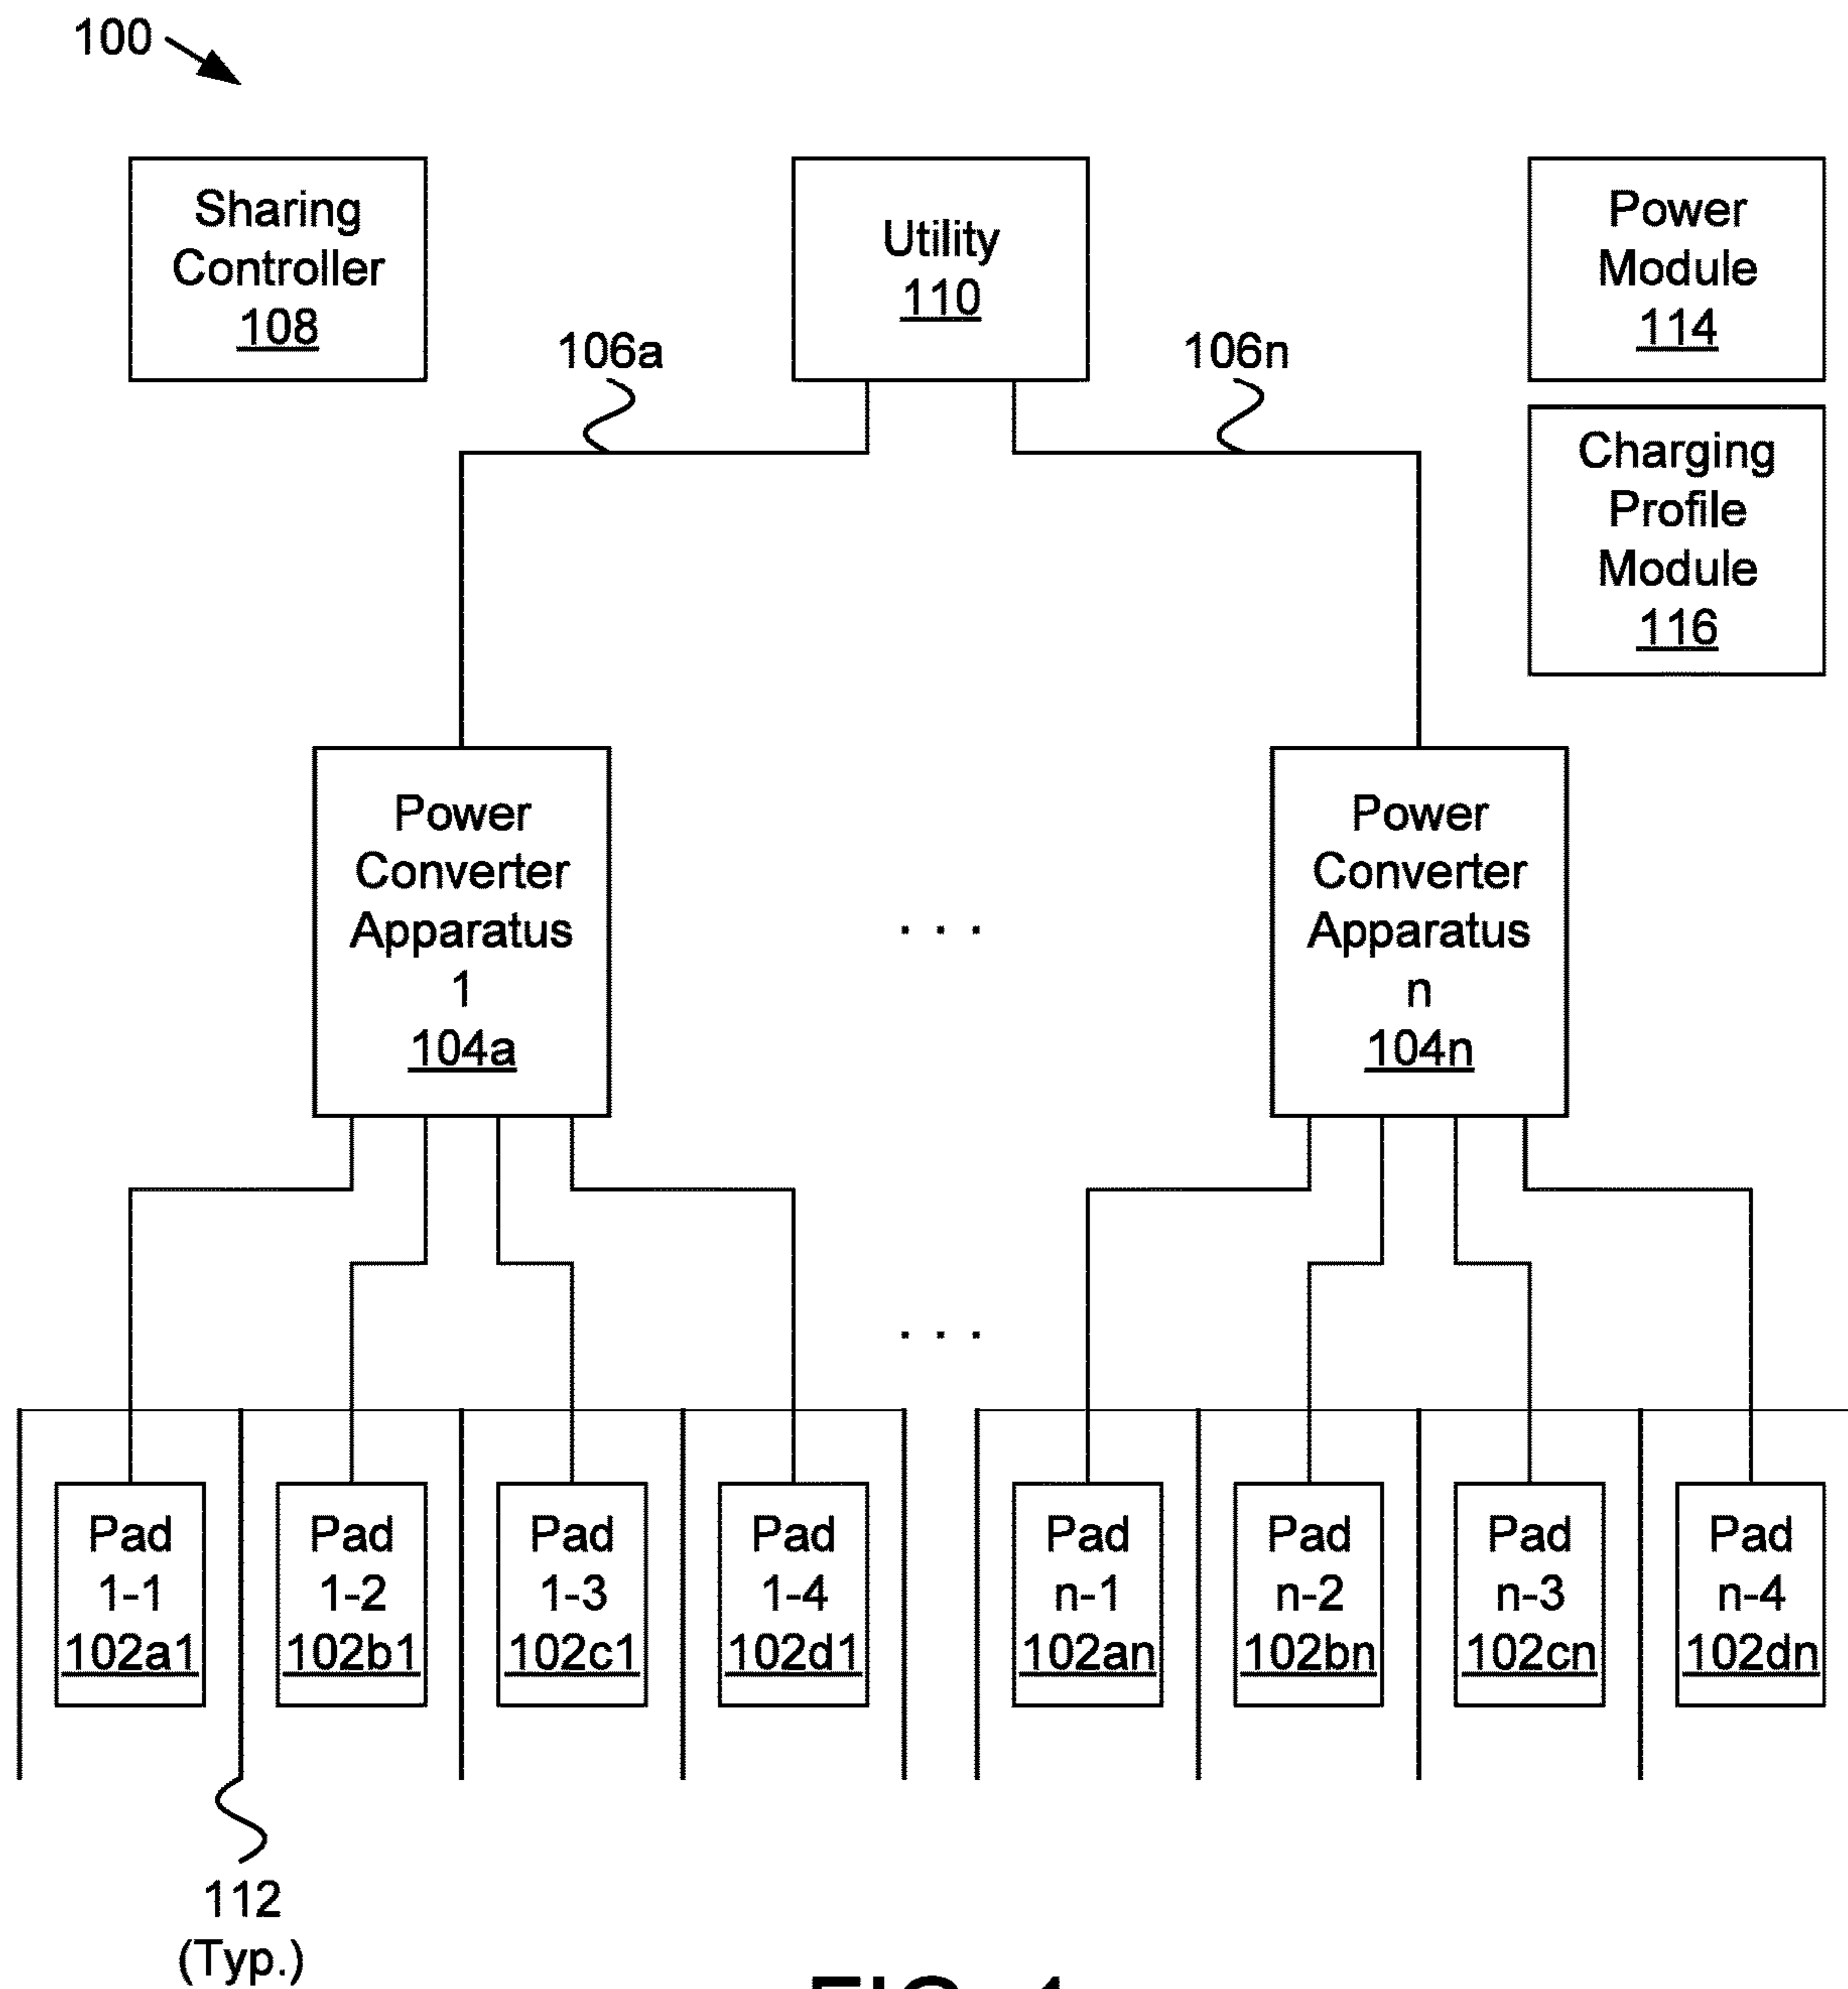 100
Sharing
Controller
108
Utility
110
Power
Module
114
106a
106n
Charging
Profile
Module
116
Power
Converter
Apparatus
1
104a
. . .
Power
Converter
Apparatus
n
104n
. . .
Pad
1-1
102a1
Pad
1-2
102b1
Pad
1-3
102c1
Pad
1-4
102d1
Pad
n-1
102an
Pad
n-2
102bn
Pad
n-3
102cn
Pad
n-4
102dn
112
(Typ.)